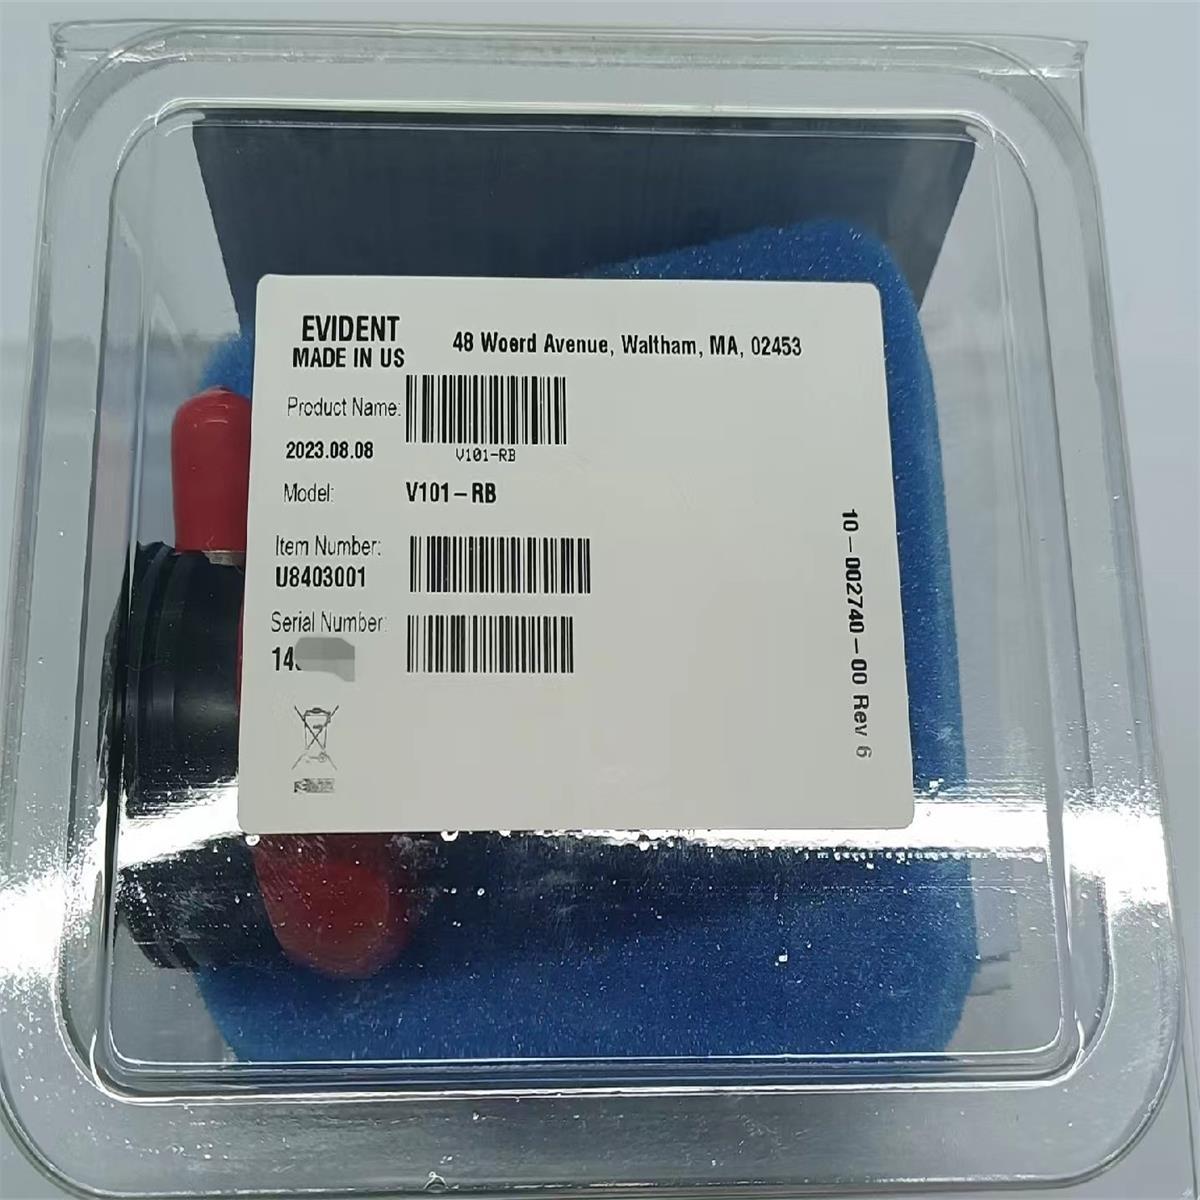 EVIDENT
MADE IN US
48 Woerd Avenue, Waltham, MA, 02453
Product Name:
2023.08.08
V101-RB
Model: V101-RB
Item Number:
U8403001
Serial Number:
10-002740-00 Rev 6